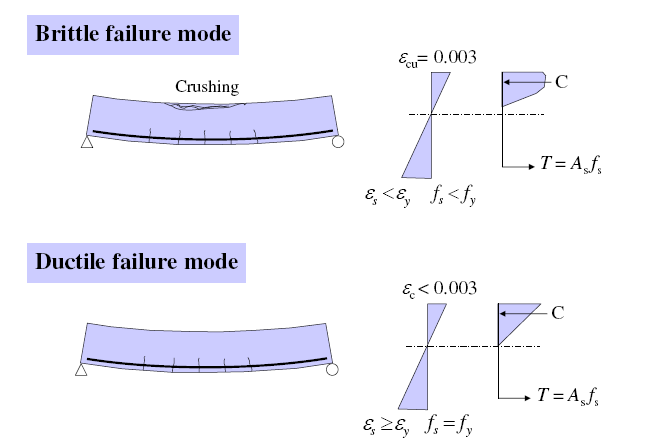 Brittle failure mode
Crushing
εcu= 0.003
C
T = Asfs
εs <εy fs < fy
Ductile failure mode
εc< 0.003
C
T = Asfs
εs ≥εy fs = fy